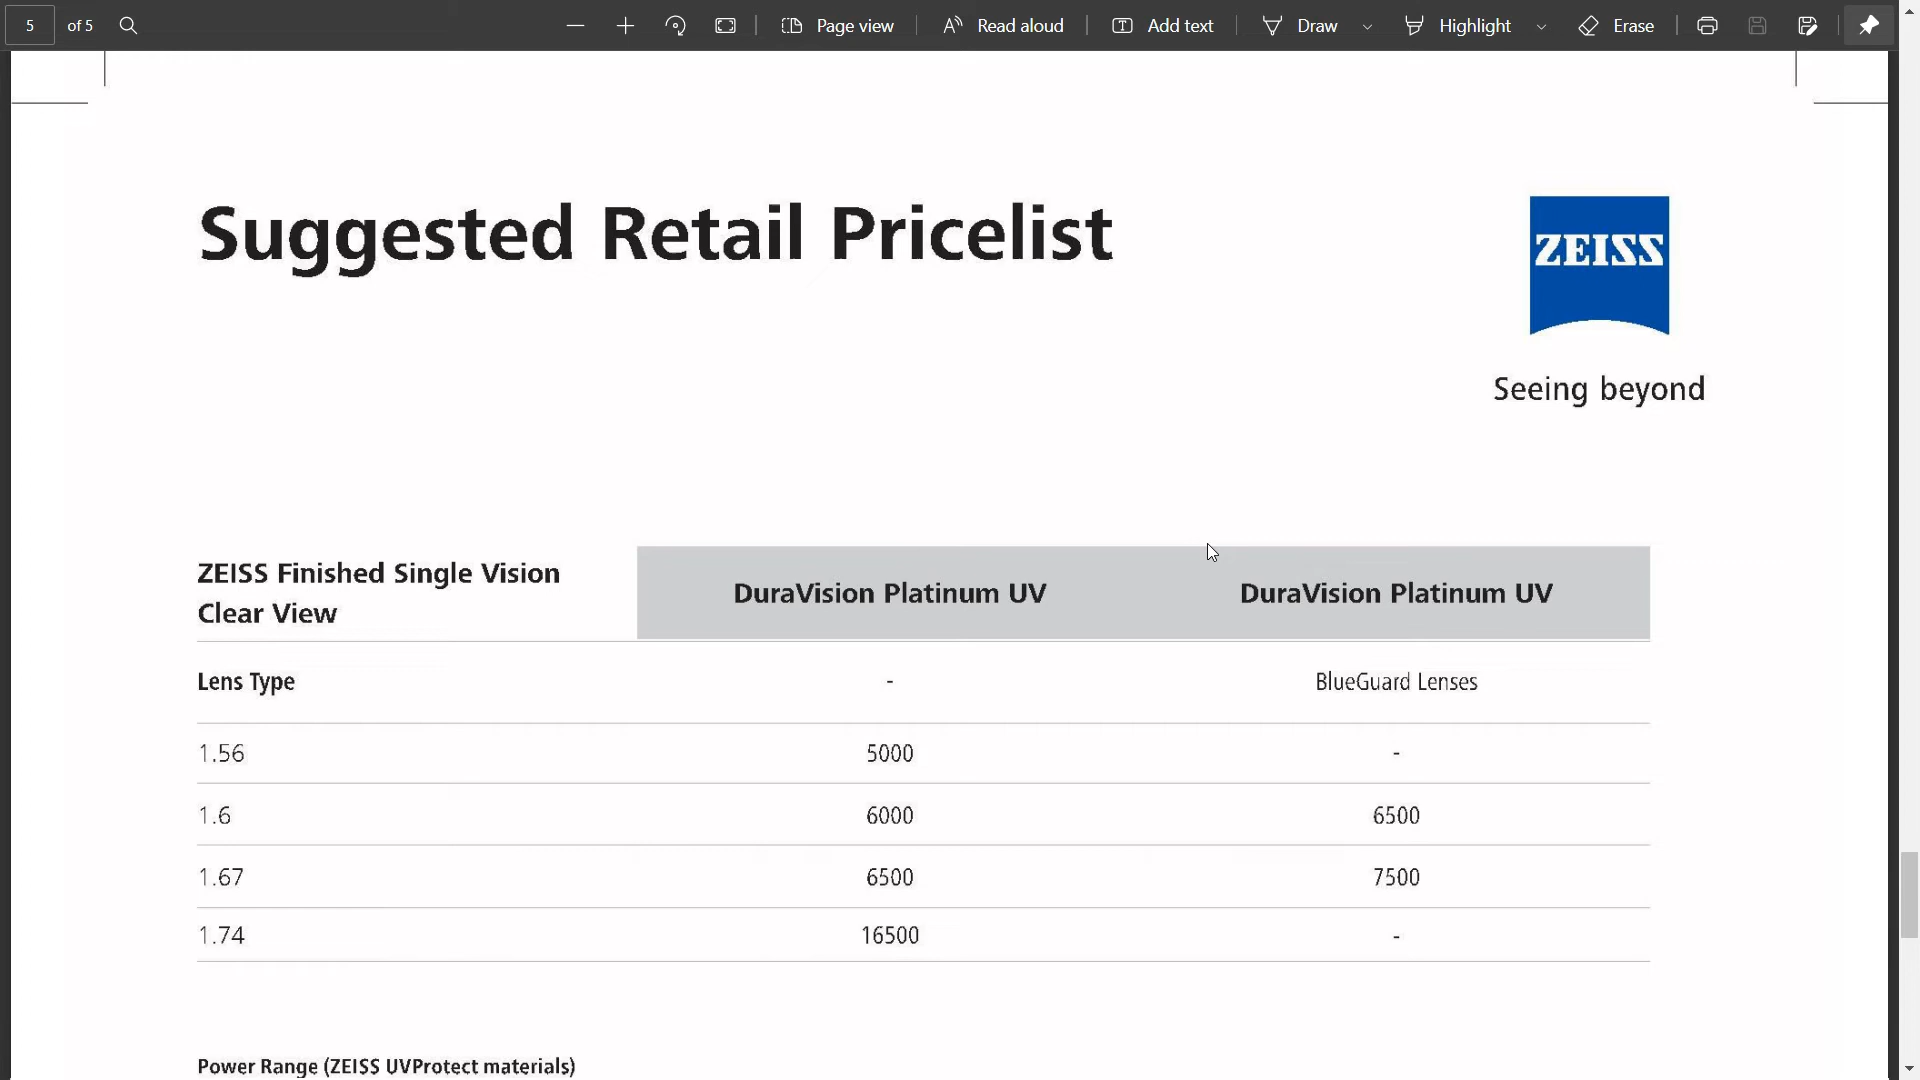 5 of 5 Page view Read aloud Add text Draw Highlight Erase
Suggested Retail Pricelist
ZEISS
Seeing beyond
ZEISS Finished Single Vision
Clear View
DuraVision Platinum UV DuraVision Platinum UV
Lens Type - BlueGuard Lenses
1.56 5000 -
1.6 6000 6500
1.67 6500 7500
1.74 16500 -
Power Range (ZEISS UVProtect materials)